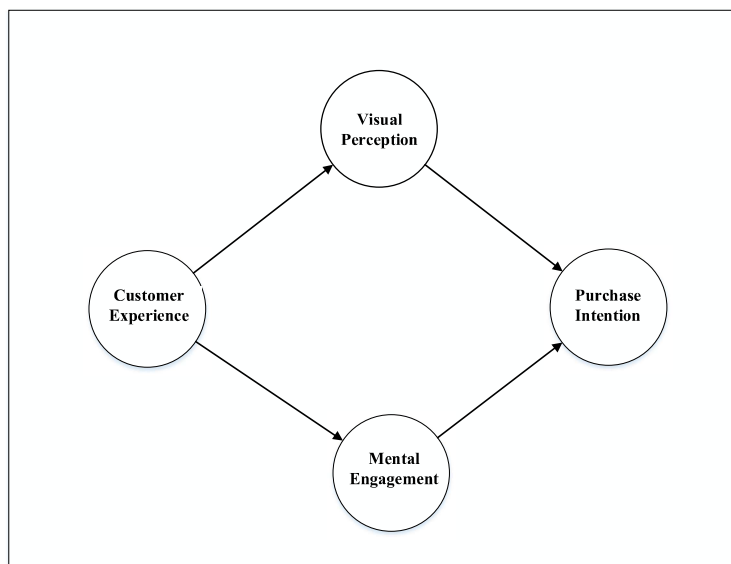 Visual
Perception
Customer
Experience
Purchase
Intention
Mental
Engagement